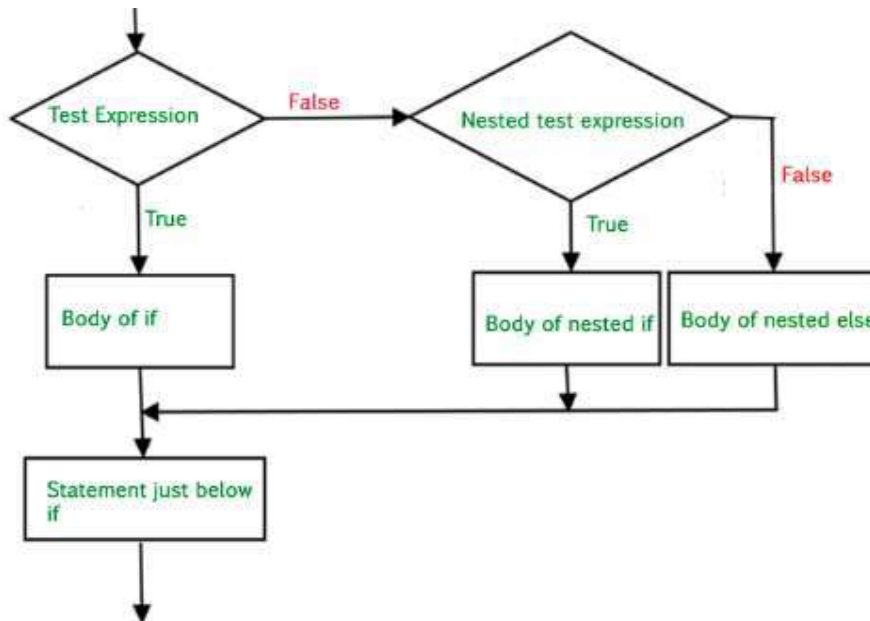 Test Expression
False
Nested test expression
False
True
True
Body of if
Body of nested if
Body of nested else
Statement just below
if